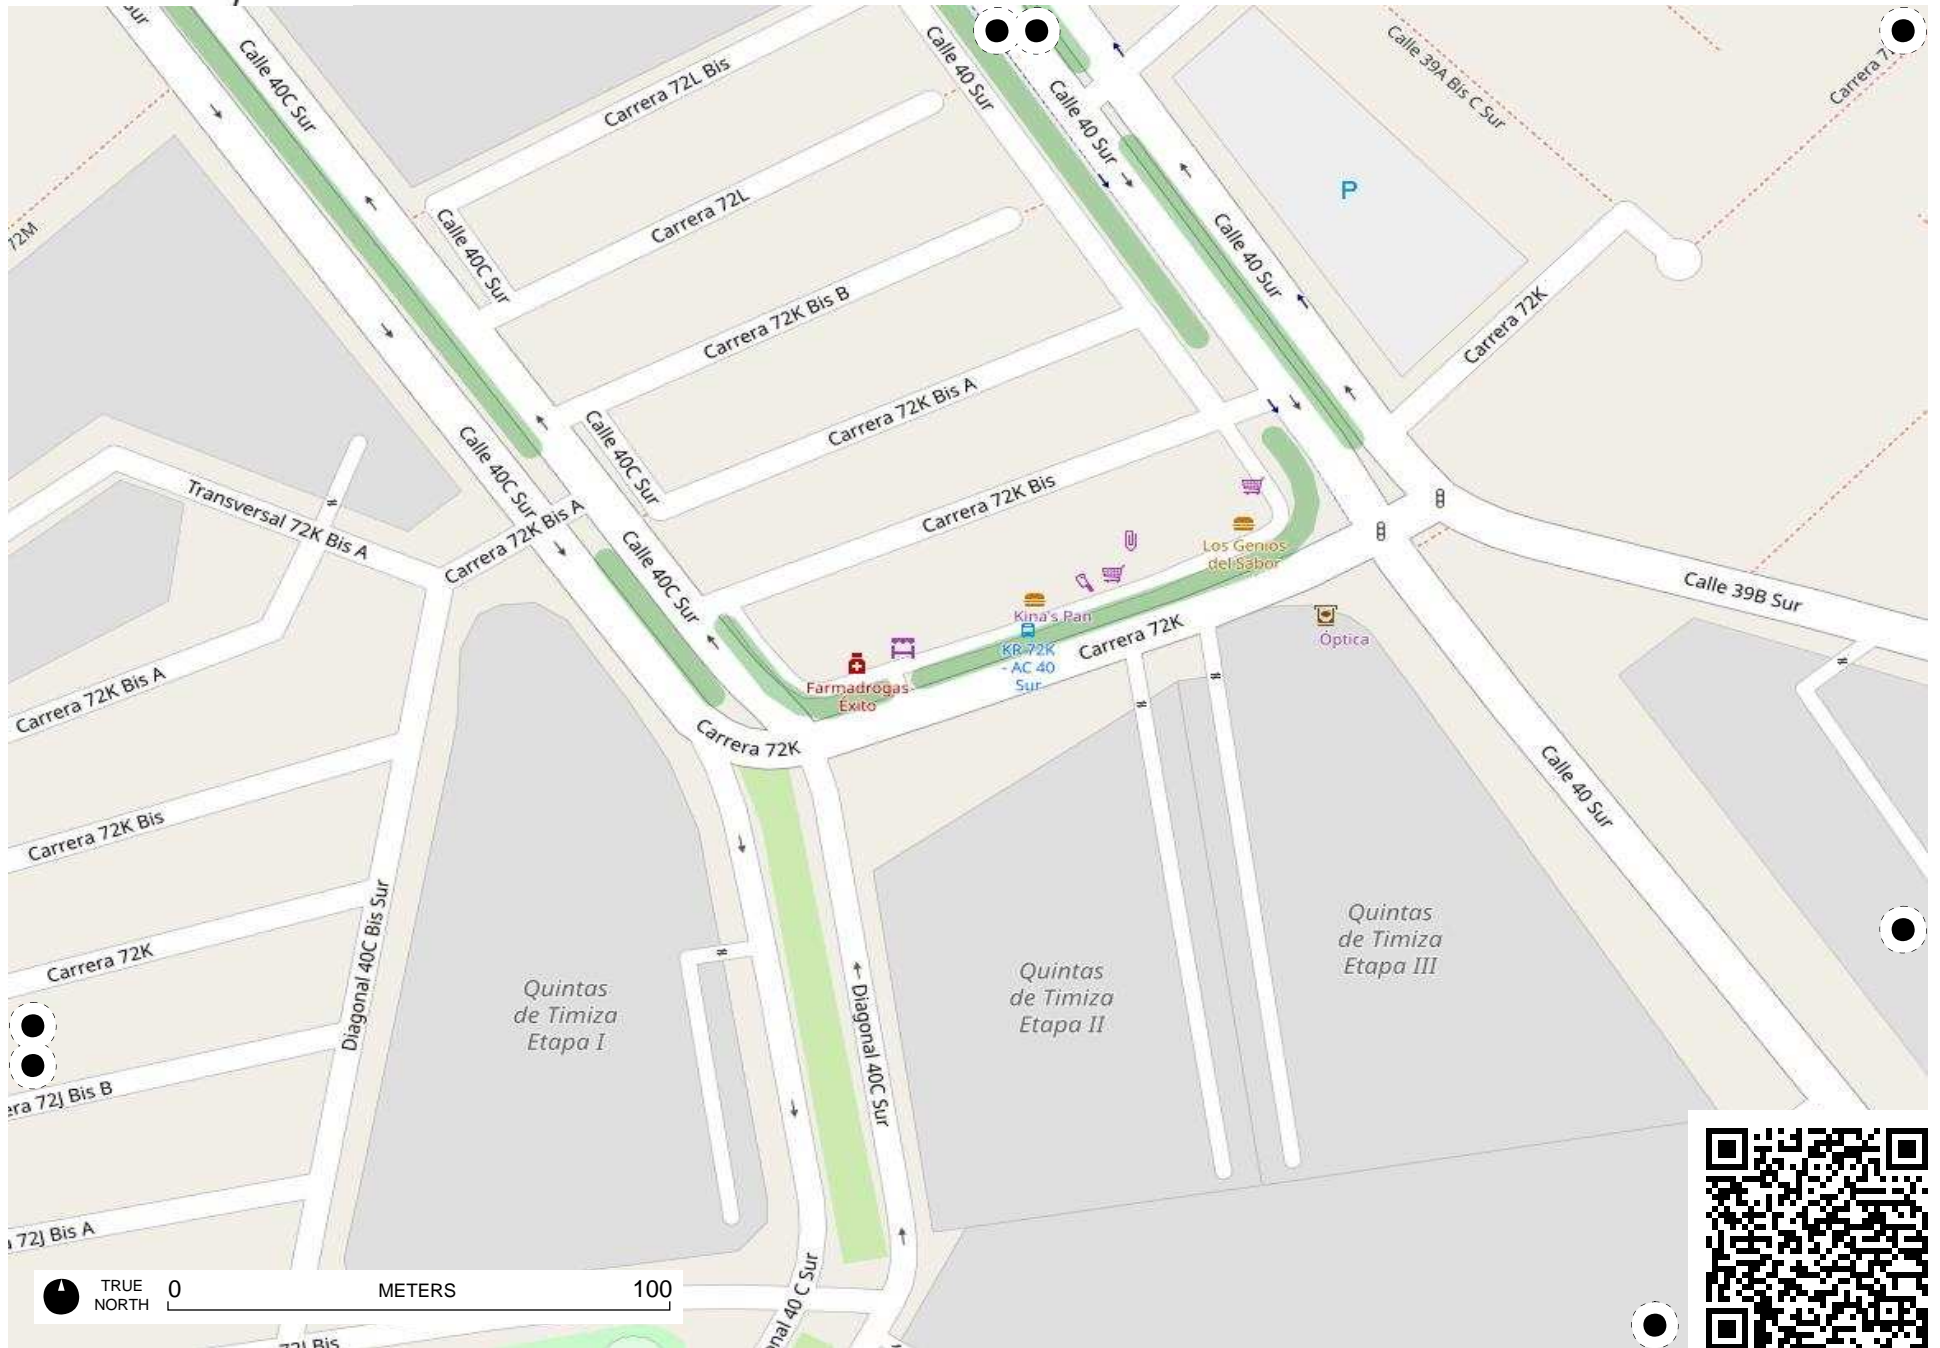 Calle 40C Sur
Carrera 72L Bis
Calle 40 Sur
Calle 40 Sur
Calle 39A Bis C Sur
Carrera
P
Carrera 72L
Calle 40C Sur
72M
Calle 40 Sur
Carrera 72K Bis B
Carrera 72K
Carrera 72K Bis A
Calle 40C Sur
Calle 40C Sur
Transversal 72K Bis A
Carrera 72K Bis A
Carrera 72K Bis
Calle 40C Sur
Los Genios
del Sabor
Calle 39B Sur
Kina's Pan
Carrera 72K
KR 72K
- AC 40
Sur
Óptica
Farmadrogas
Éxito
Carrera 72K Bis A
Carrera 72K
Calle 40 Sur
Carrera 72K Bis
Diagonal 40C Bis Sur
Carrera 72K
Quintas
de Timiza
Etapa I
Diagonal 40C Sur
Quintas
de Timiza
Etapa II
Quintas
de Timiza
Etapa III
era 72J Bis B
72J Bis A
onal 40 C Sur
TRUE
NORTH
0 METERS 100
72I Bis